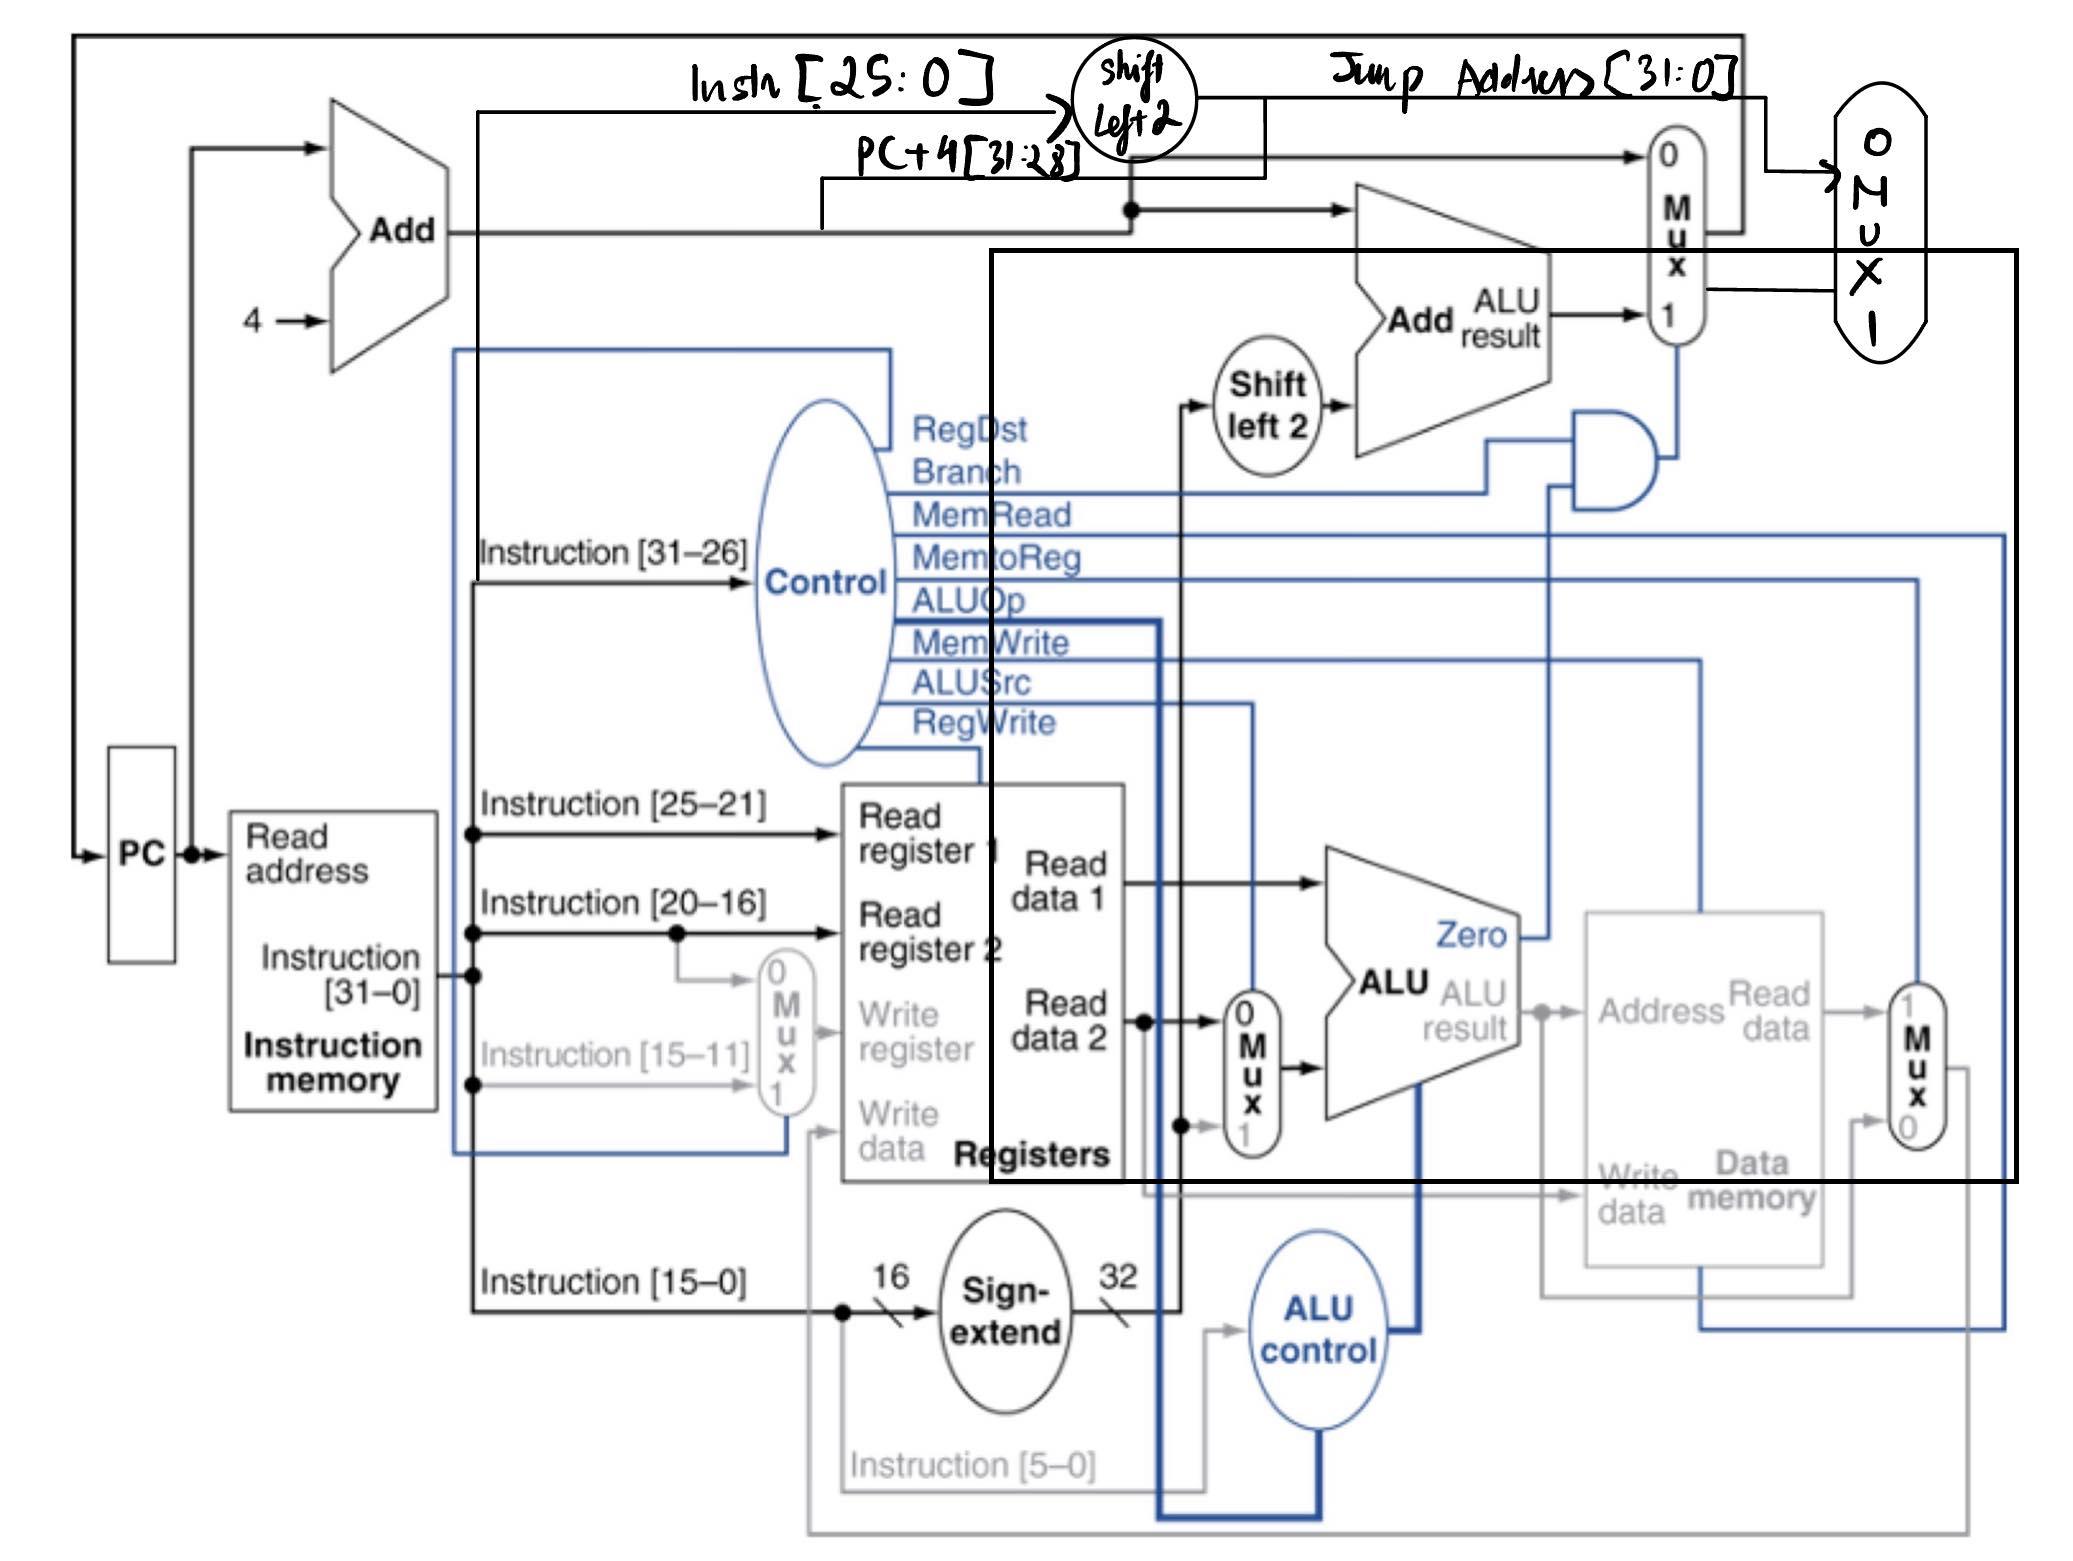 Instr [25:0]
Shift
Left 2
Jump Address [31:0]
PC+4[31:28]
0
M
u
x
1
0
M
U
X
1
Add
4
Add
ALU
result
Shift
left 2
RegDst
Branch
MemRead
MemtoReg
ALUOp
MemWrite
ALUSrc
RegWrite
Control
Instruction [31–26]
Instruction [25–21]
Instruction [20–16]
Instruction [15–11]
Instruction [15–0]
Instruction [5–0]
PC
Read
address
Instruction
[31–0]
Instruction
memory
0
M
u
x
1
Read
register 1
Read
register 2
Write
register
Write
data
Read
data 1
Read
data 2
Registers
0
M
u
x
1
Zero
ALU
ALU
result
Address
Read
data
Write
data
Data
memory
1
M
u
x
0
16
Sign-
extend
32
ALU
control